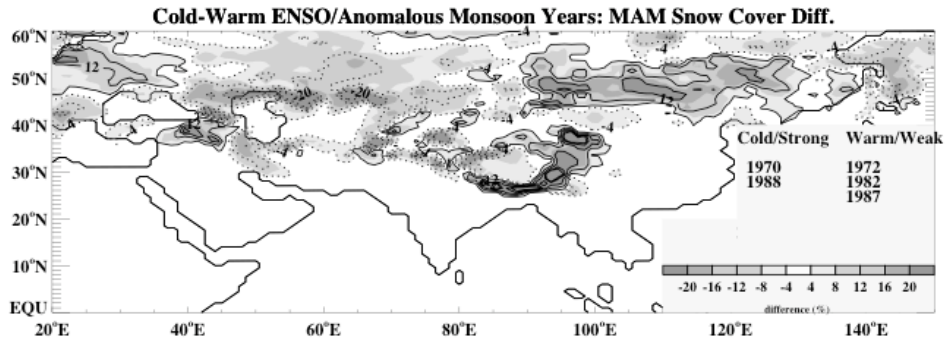 Cold-Warm ENSO/Anomalous Monsoon Years: MAM Snow Cover Diff.
60°N
50°N
40°N
30°N
20°N
10°N
EQU
12
-20
-20
-4
-4
12
-4
-4
-4
12
Cold/Strong Warm/Weak
1970 1972
1988 1982
1987
-20 -16 -12 -8 -4 4 8 12 16 20
difference (%)
20°E 40°E 60°E 80°E 100°E 120°E 140°E